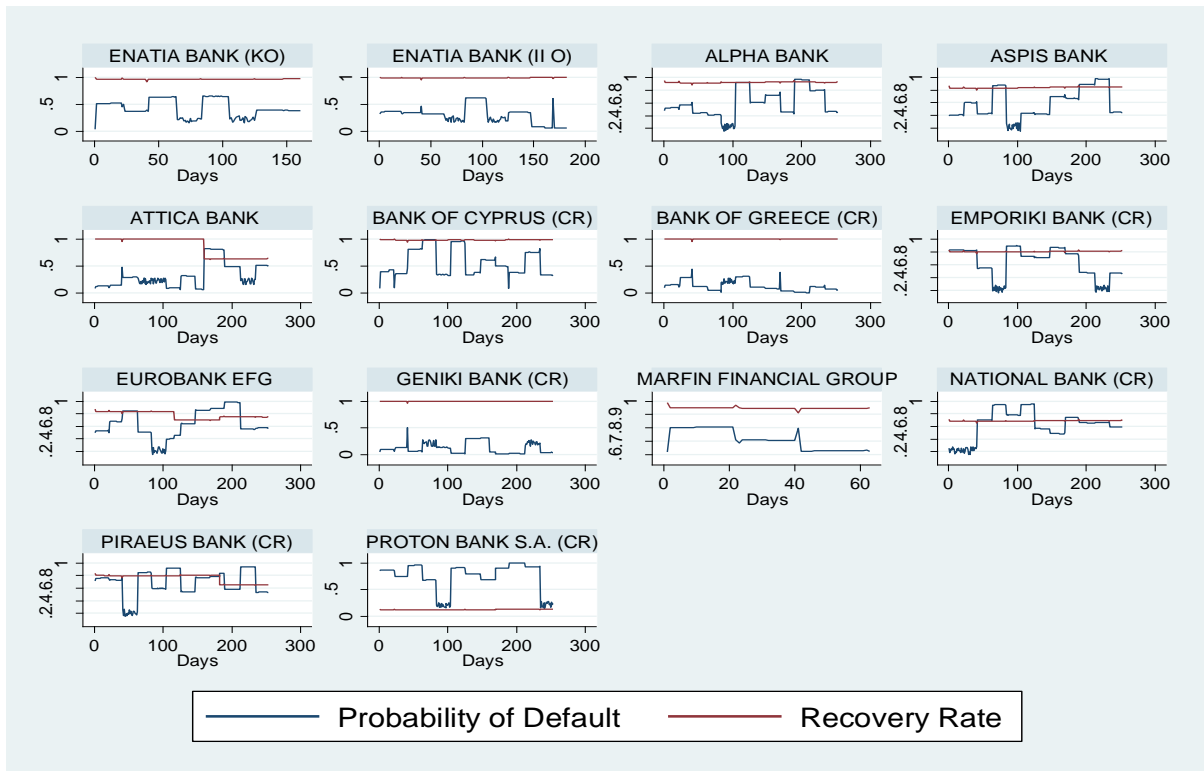 ENATIA BANK (KO)
ENATIA BANK (II O)
ALPHA BANK
ASPIS BANK
0 .5 1
0 .5 1
.2.4.6.8 1
.2.4.6.8 1
0 50 100 150
0 50 100 150 200
0 100 200 300
0 100 200 300
Days
Days
Days
Days
ATTICA BANK
BANK OF CYPRUS (CR)
BANK OF GREECE (CR)
EMPORIKI BANK (CR)
0 .5 1
0 .5 1
0 .5 1
.2.4.6.8 1
0 100 200 300
0 100 200 300
0 100 200 300
0 100 200 300
Days
Days
Days
Days
EUROBANK EFG
GENIKI BANK (CR)
MARFIN FINANCIAL GROUP
NATIONAL BANK (CR)
.2.4.6.8 1
0 .5 1
.6.7.8.9 1
.2.4.6.8 1
0 100 200 300
0 100 200 300
0 20 40 60
0 100 200 300
Days
Days
Days
Days
PIRAEUS BANK (CR)
PROTON BANK S.A. (CR)
.2.4.6.8 1
0 .5 1
0 100 200 300
0 100 200 300
Days
Days
Probability of Default
Recovery Rate